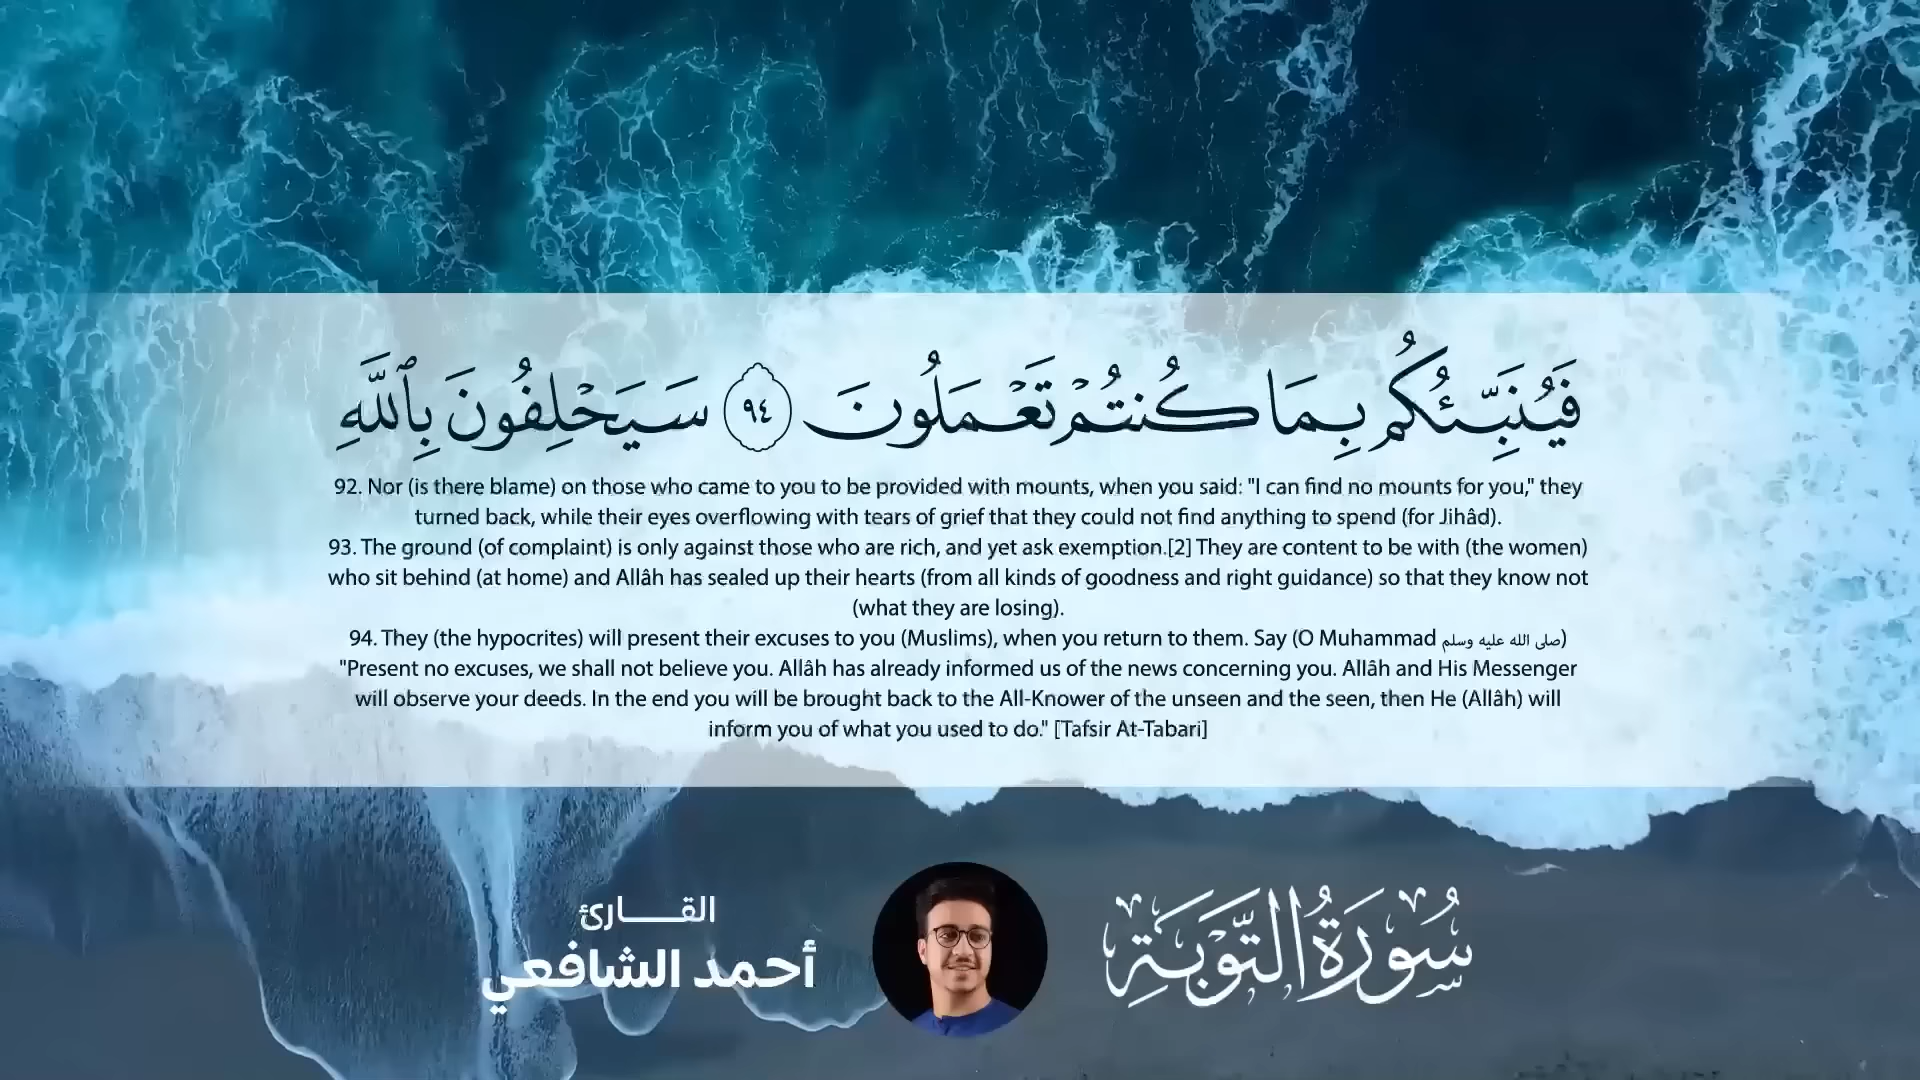 فَيُنَبِّئُكُم بِمَا كُنتُمْ تَعْمَلُونَ ٩٤ سَيَحْلِفُونَ بِٱللَّهِ
92. Nor (is there blame) on those who came to you to be provided with mounts, when you said: "I can find no mounts for you," they
turned back, while their eyes overflowing with tears of grief that they could not find anything to spend (for Jihâd).
93. The ground (of complaint) is only against those who are rich, and yet ask exemption.[2] They are content to be with (the women)
who sit behind (at home) and Allâh has sealed up their hearts (from all kinds of goodness and right guidance) so that they know not
(what they are losing).
94. They (the hypocrites) will present their excuses to you (Muslims), when you return to them. Say (O Muhammad صلى الله عليه وسلم)
"Present no excuses, we shall not believe you. Allâh has already informed us of the news concerning you. Allâh and His Messenger
will observe your deeds. In the end you will be brought back to the All-Knower of the unseen and the seen, then He (Allâh) will
inform you of what you used to do." [Tafsir At-Tabari]
سُورَةُ التَّوْبَةِ
القـــارئ
أحمد الشافعي